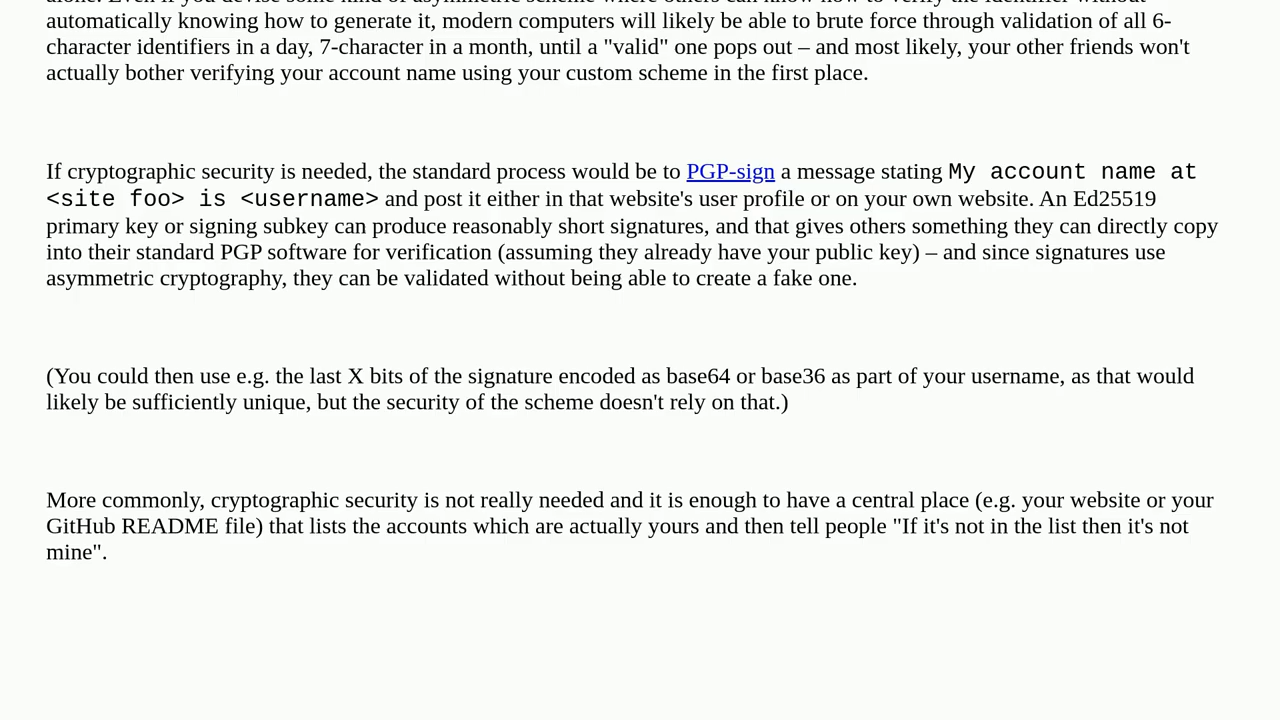 automatically knowing how to generate it, modern computers will likely be able to brute force through validation of all 6-
character identifiers in a day, 7-character in a month, until a "valid" one pops out – and most likely, your other friends won't
actually bother verifying your account name using your custom scheme in the first place.
If cryptographic security is needed, the standard process would be to PGP-sign a message stating My account name at
<site foo> is <username> and post it either in that website's user profile or on your own website. An Ed25519
primary key or signing subkey can produce reasonably short signatures, and that gives others something they can directly copy
into their standard PGP software for verification (assuming they already have your public key) – and since signatures use
asymmetric cryptography, they can be validated without being able to create a fake one.
(You could then use e.g. the last X bits of the signature encoded as base64 or base36 as part of your username, as that would
likely be sufficiently unique, but the security of the scheme doesn't rely on that.)
More commonly, cryptographic security is not really needed and it is enough to have a central place (e.g. your website or your
GitHub README file) that lists the accounts which are actually yours and then tell people "If it's not in the list then it's not
mine".